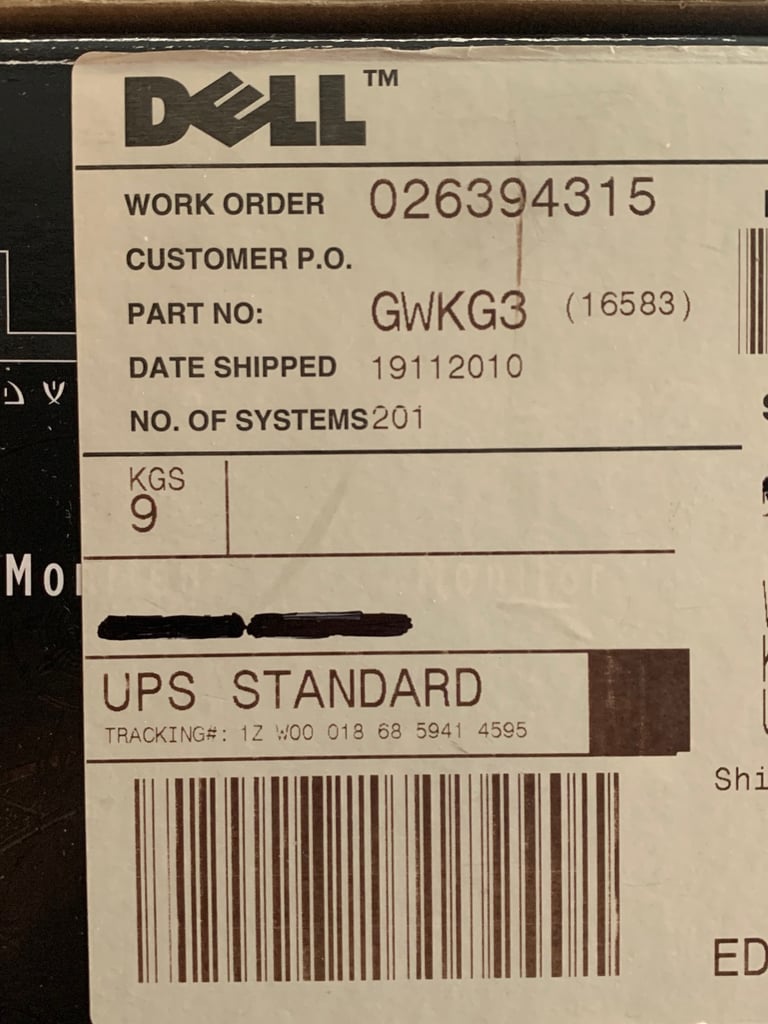 DELL™
WORK ORDER 026394315
CUSTOMER P.O.
PART NO: GWKG3 (16583)
DATE SHIPPED 19112010
NO. OF SYSTEMS 201
ש
KGS
9
Mo
UPS STANDARD
TRACKING#: 1Z W00 018 68 5941 4595
Shi
ED